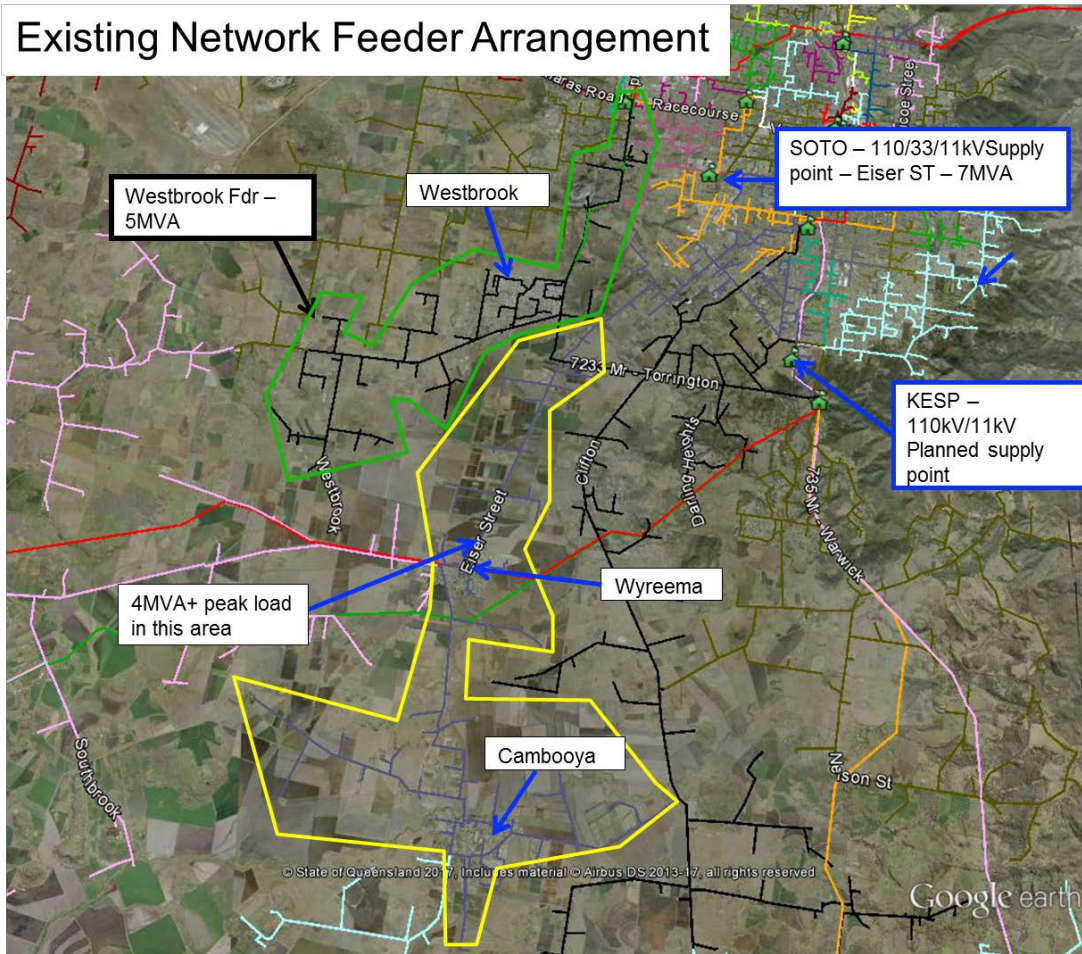 Existing Network Feeder Arrangement
Racecourse
SOTO – 110/33/11kVSupply
point – Eiser ST – 7MVA
Westbrook Fdr –
5MVA
Westbrook
7233 Mr - Torrington
KESP –
110kV/11kV
Planned supply
point
Clifton
Darling Heights
Westbrook
735 Mr - Warwick
Eiser Street
Wyreema
4MVA+ peak load
in this area
Southbrook
Cambooya
Nelson St
© State of Queensland 2017, Includes material © Airbus DS 2013-17, all rights reserved
Google earth